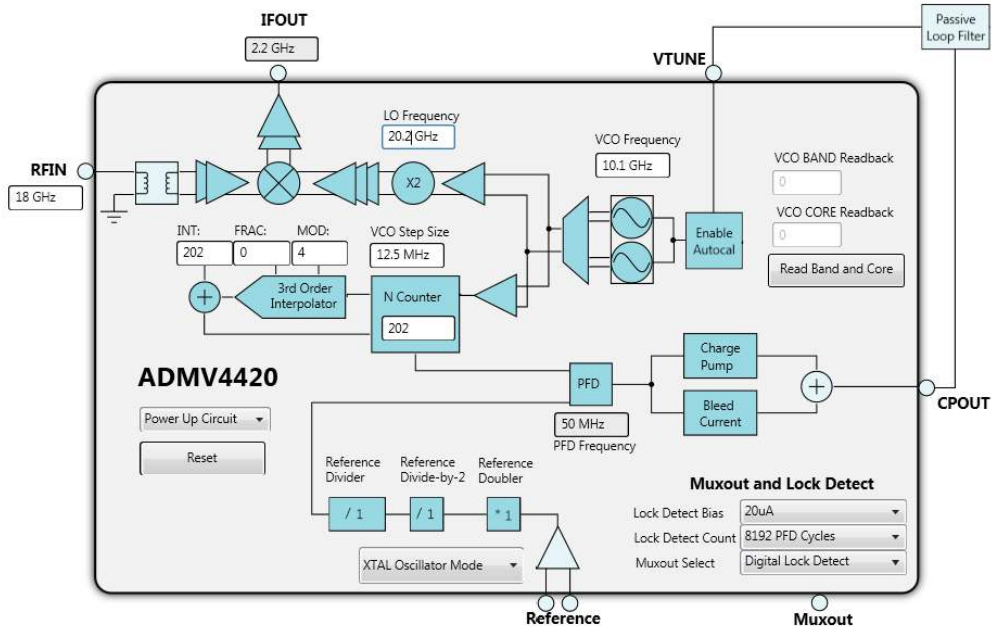 IFOUT
2.2 GHz
Passive
Loop Filter
VTUNE
LO Frequency
20.2 GHz
VCO Frequency
10.1 GHz
RFIN
18 GHz
X2
VCO BAND Readback
0
VCO CORE Readback
0
Read Band and Core
Enable
Autocal
INT:
FRAC:
MOD:
202
0
4
VCO Step Size
12.5 MHz
3rd Order
Interpolator
N Counter
202
ADMV4420
Power Up Circuit
Reset
PFD
50 MHz
PFD Frequency
Charge
Pump
Bleed
Current
CPOUT
Reference
Divider
Reference
Divide-by-2
Reference
Doubler
/ 1
/ 1
* 1
XTAL Oscillator Mode
Muxout and Lock Detect
Lock Detect Bias
20uA
Lock Detect Count
8192 PFD Cycles
Muxout Select
Digital Lock Detect
Reference
Muxout